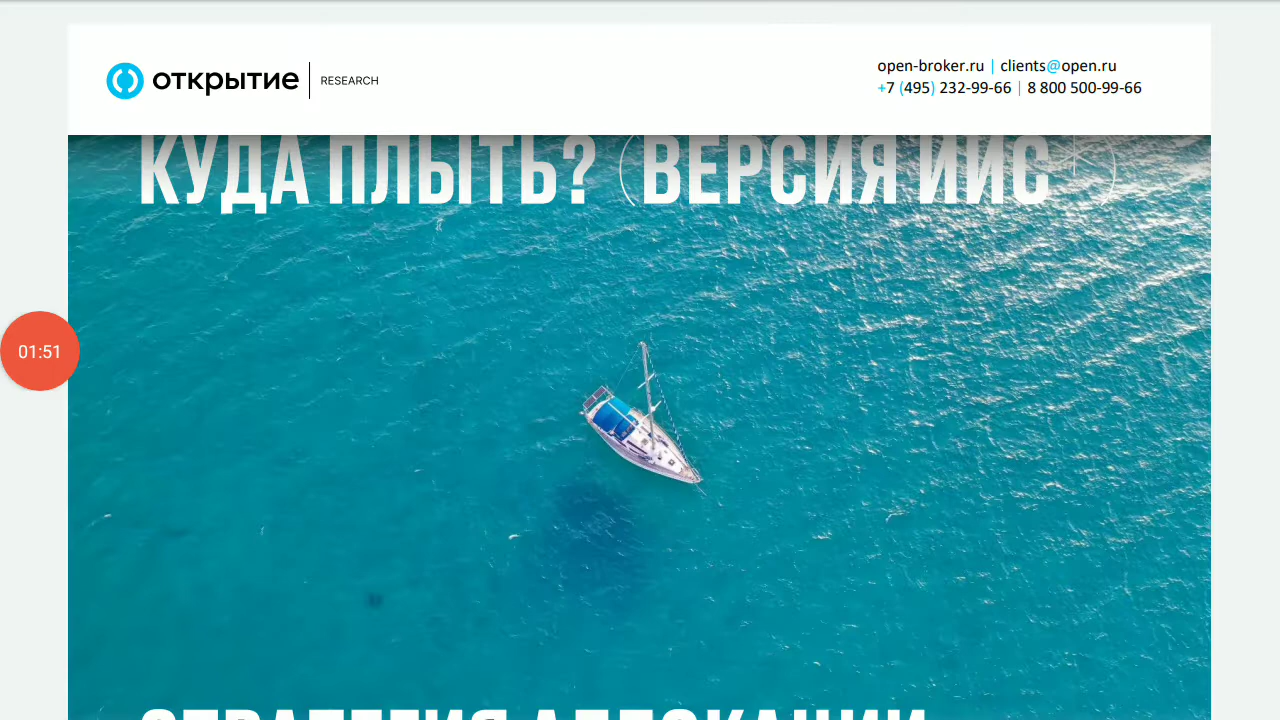 открытие RESEARCH
open-broker.ru | clients@open.ru
+7 (495) 232-99-66 | 8 800 500-99-66
КУДА ПЛЫТЬ? ВЕРСИЯ ИИС
01:51